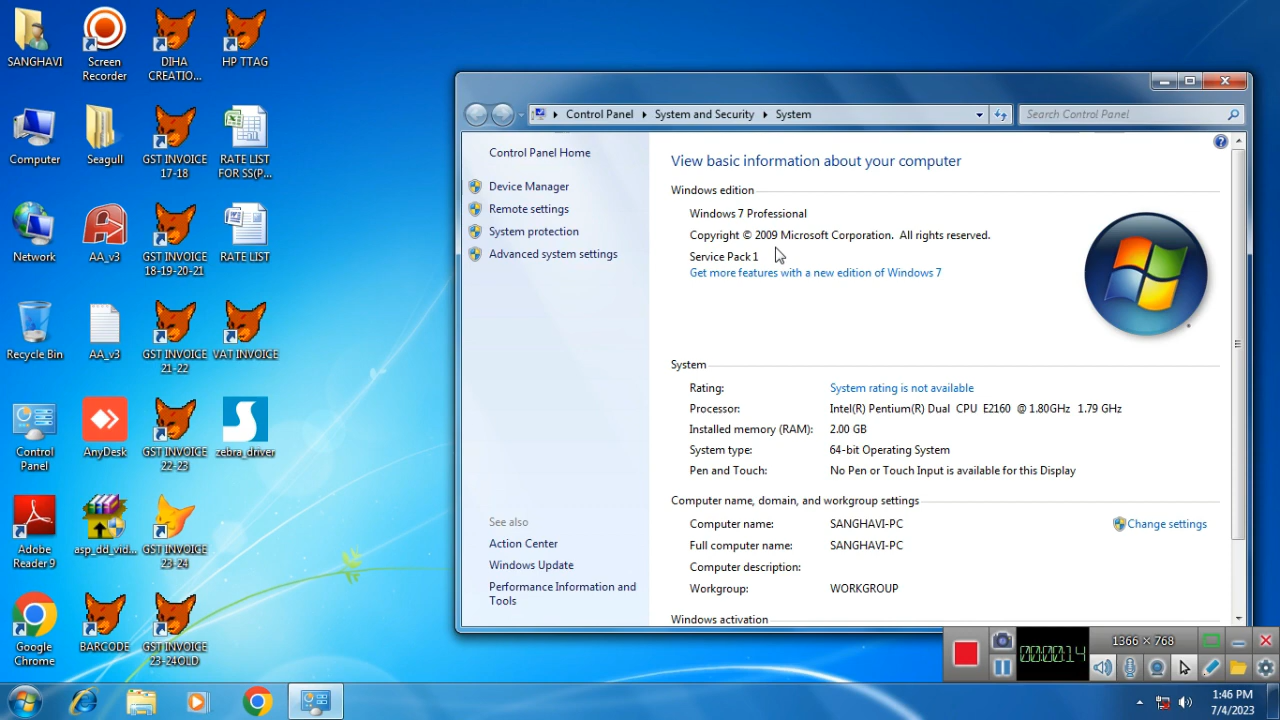 SANGHAVI
Screen
Recorder
DIHA
CREATIO...
HP TTAG
Computer
Seagull
GST INVOICE
17-18
RATE LIST
FOR SS(P...
Network
AA_v3
GST INVOICE
18-19-20-21
RATE LIST
Recycle Bin
AA_v3
GST INVOICE
21-22
VAT INVOICE
Control
Panel
AnyDesk
GST INVOICE
22-23
zebra_driver
Adobe
Reader 9
asp_dd_vid...
GST INVOICE
23-24
Google
Chrome
BARCODE
GST INVOICE
23-24OLD
Control Panel
System and Security
System
Search Control Panel
Control Panel Home
Device Manager
Remote settings
System protection
Advanced system settings
See also
Action Center
Windows Update
Performance Information and
Tools
View basic information about your computer
Windows edition
Windows 7 Professional
Copyright © 2009 Microsoft Corporation. All rights reserved.
Service Pack 1
Get more features with a new edition of Windows 7
System
Rating: System rating is not available
Processor: Intel(R) Pentium(R) Dual CPU E2160 @ 1.80GHz 1.79 GHz
Installed memory (RAM): 2.00 GB
System type: 64-bit Operating System
Pen and Touch: No Pen or Touch Input is available for this Display
Computer name, domain, and workgroup settings
Computer name: SANGHAVI-PC
Change settings
Full computer name: SANGHAVI-PC
Computer description:
Workgroup: WORKGROUP
Windows activation
00:00:14
1366 × 768
1:46 PM
7/4/2023